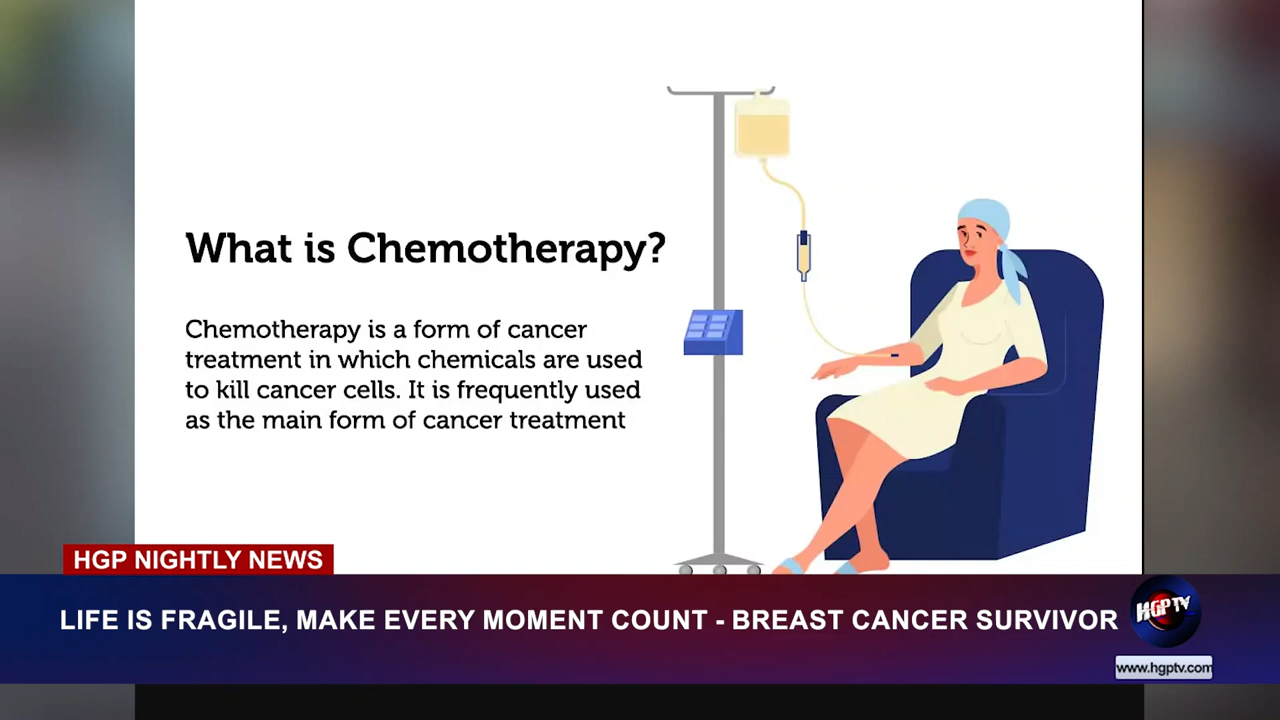 What is Chemotherapy?
Chemotherapy is a form of cancer
treatment in which chemicals are used
to kill cancer cells. It is frequently used
as the main form of cancer treatment
HGP NIGHTLY NEWS
LIFE IS FRAGILE, MAKE EVERY MOMENT COUNT - BREAST CANCER SURVIVOR
HGPTV
www.hgptv.com